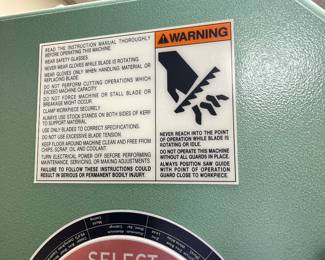 READ THE INSTRUCTION MANUAL THOROUGHLY
BEFORE OPERATING THIS MACHINE.
WEAR SAFETY GLASSES.
NEVER WEAR GLOVES WHILE BLADE IS ROTATING.
WEAR GLOVES ONLY WHEN HANDLING MATERIAL OR
REPLACING BLADE.
DO NOT PERFORM CUTTING OPERATIONS WHICH
EXCEED MACHINE CAPACITY.
DO NOT FORCE MACHINE OR STALL BLADE OR
BREAKAGE MIGHT OCCUR.
CLAMP WORKPIECE SECURELY.
ALWAYS USE STOCK STANDS ON BOTH SIDES OF KERF
TO SUPPORT MATERIAL.
USE ONLY BLADES TO CORRECT SPECIFICATIONS.
DO NOT USE EXCESSIVE BLADE TENSION.
KEEP FLOOR AROUND MACHINE CLEAN AND FREE FROM
CHIPS, SCRAP, OIL AND COOLANT.
TURN ELECTRICAL POWER OFF BEFORE PERFORMING
MAINTENANCE, SERVICING, OR MAKING ADJUSTMENTS.
FAILURE TO FOLLOW THESE INSTRUCTIONS COULD
RESULT IN SERIOUS OR PERMANENT BODILY INJURY.
WARNING
NEVER REACH INTO THE POINT
OF OPERATION WHILE BLADE IS
ROTATING OR IDLE.
DO NOT OPERATE THIS MACHINE
WITHOUT ALL GUARDS IN PLACE.
ALWAYS POSITION SAW GUIDE
WITH POINT OF OPERATION
GUARD CLOSE TO WORKPIECE.
SELECT